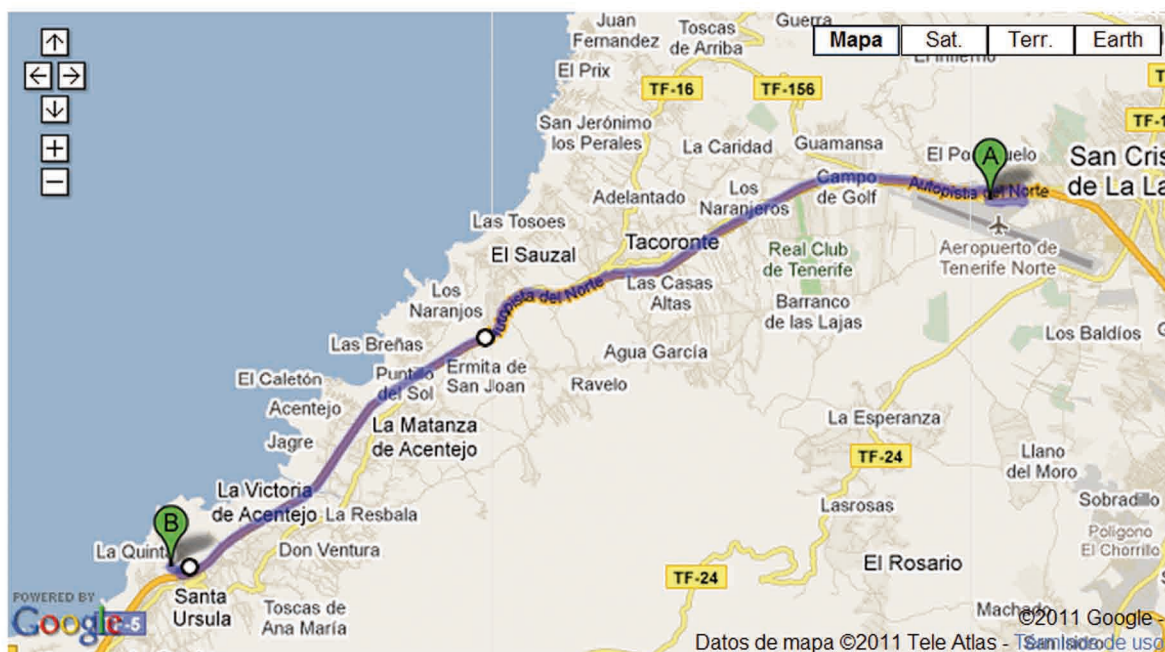 Juan
Fernandez
Toscas
de Arriba
Guerra
Mapa
Sat.
Terr.
Earth
El Prix
TF-16
TF-156
San Jerónimo
los Perales
La Caridad
Guamansa
A
San Cris
de La La
Autopista del Norte
Campo
de Golf
Los
Naranjeros
Adelantado
Las Tosoes
Tacoronte
El Sauzal
Real Club
de Tenerife
Aeropuerto de
Tenerife Norte
Las Casas
Altas
Autopista del Norte
Los
Naranjos
Barranco
de las Lajas
Los Baldíos
Las Breñas
Ermita de
San Joan
Agua García
Puntillo
del Sol
El Caletón
Ravelo
Acentejo
La Esperanza
La Matanza
de Acentejo
Jagre
TF-24
Llano
del Moro
La Victoria
de Acentejo
La Resbala
Lasrosas
Sobradillo
B
La Quinta
Don Ventura
Poligono
El Chorrillo
El Rosario
TF-24
Santa
Ursula
Toscas de
Ana María
POWERED BY
Google
Machado
©2011 Google -
Datos de mapa ©2011 Tele Atlas - Términos de uso